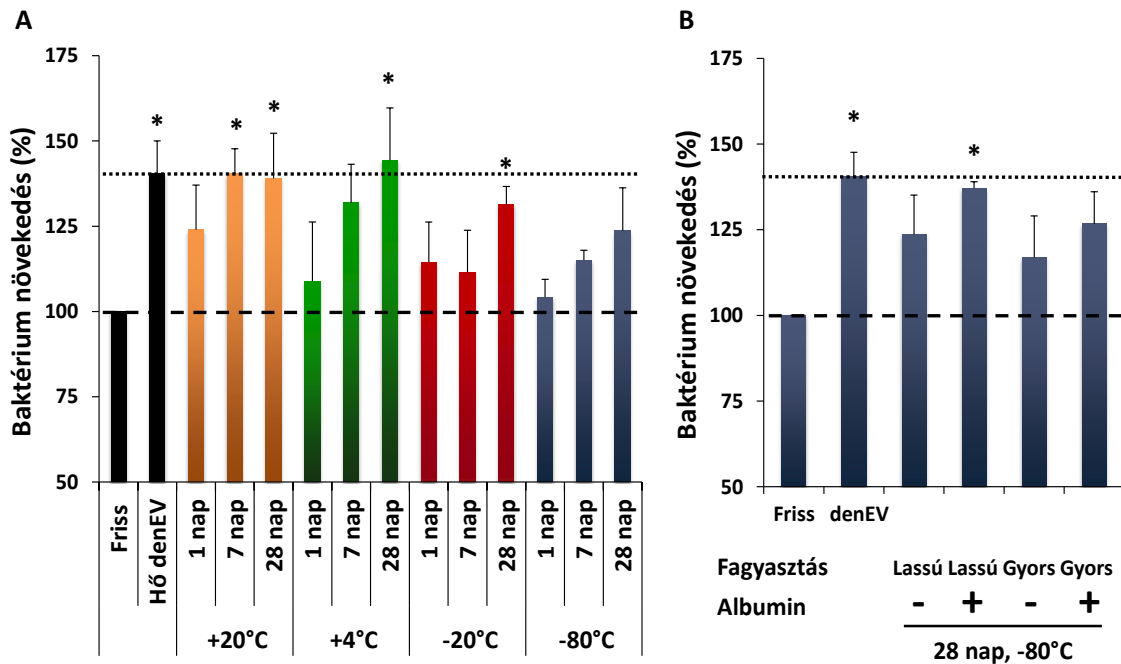 A
Baktérium növekedés (%)
175
150
125
100
75
50
* * * * *
Friss
Hő denEV
1 nap
7 nap
28 nap
1 nap
7 nap
28 nap
1 nap
7 nap
28 nap
1 nap
7 nap
28 nap
+20°C +4°C -20°C -80°C
B
Baktérium növekedés (%)
175
150
125
100
75
50
* *
Friss denEV
Fagyasztás Lassú Lassú Gyors Gyors
Albumin - + - +
28 nap, -80°C